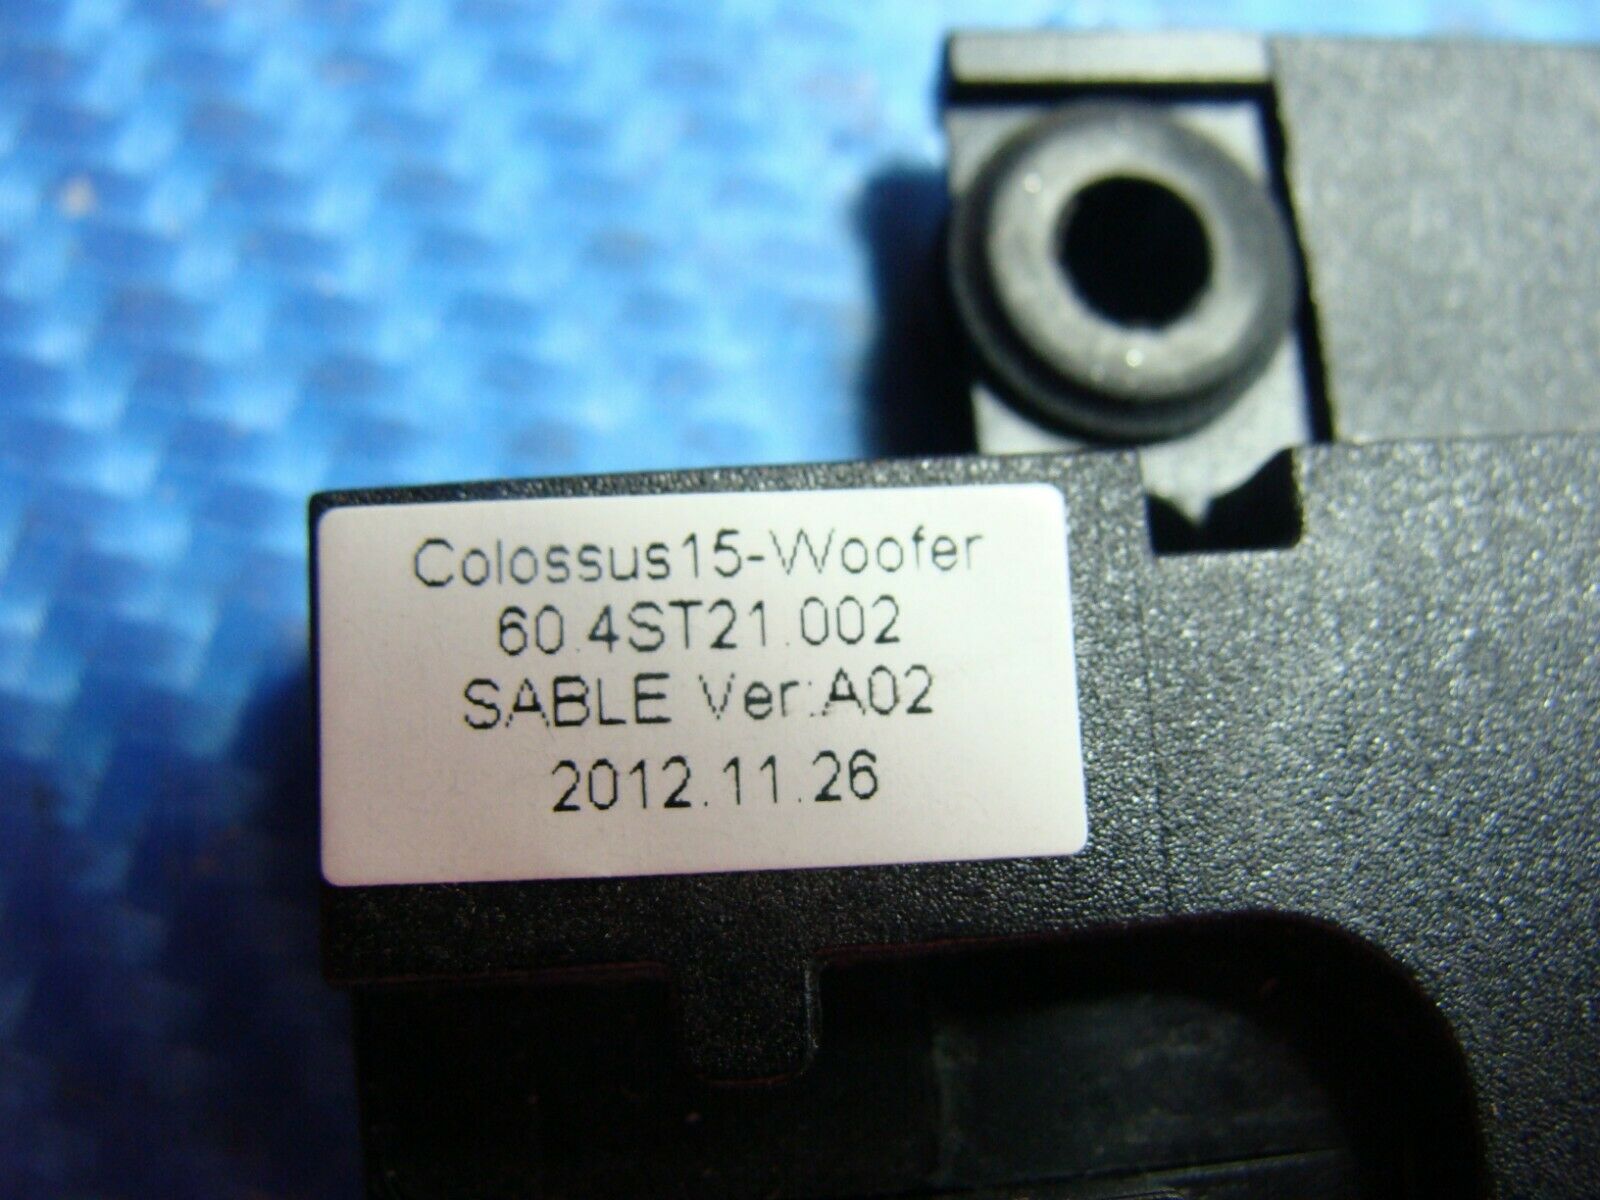 Colossus15-Woofer
60.4ST21.002
SABLE Ver:A02
2012.11.26